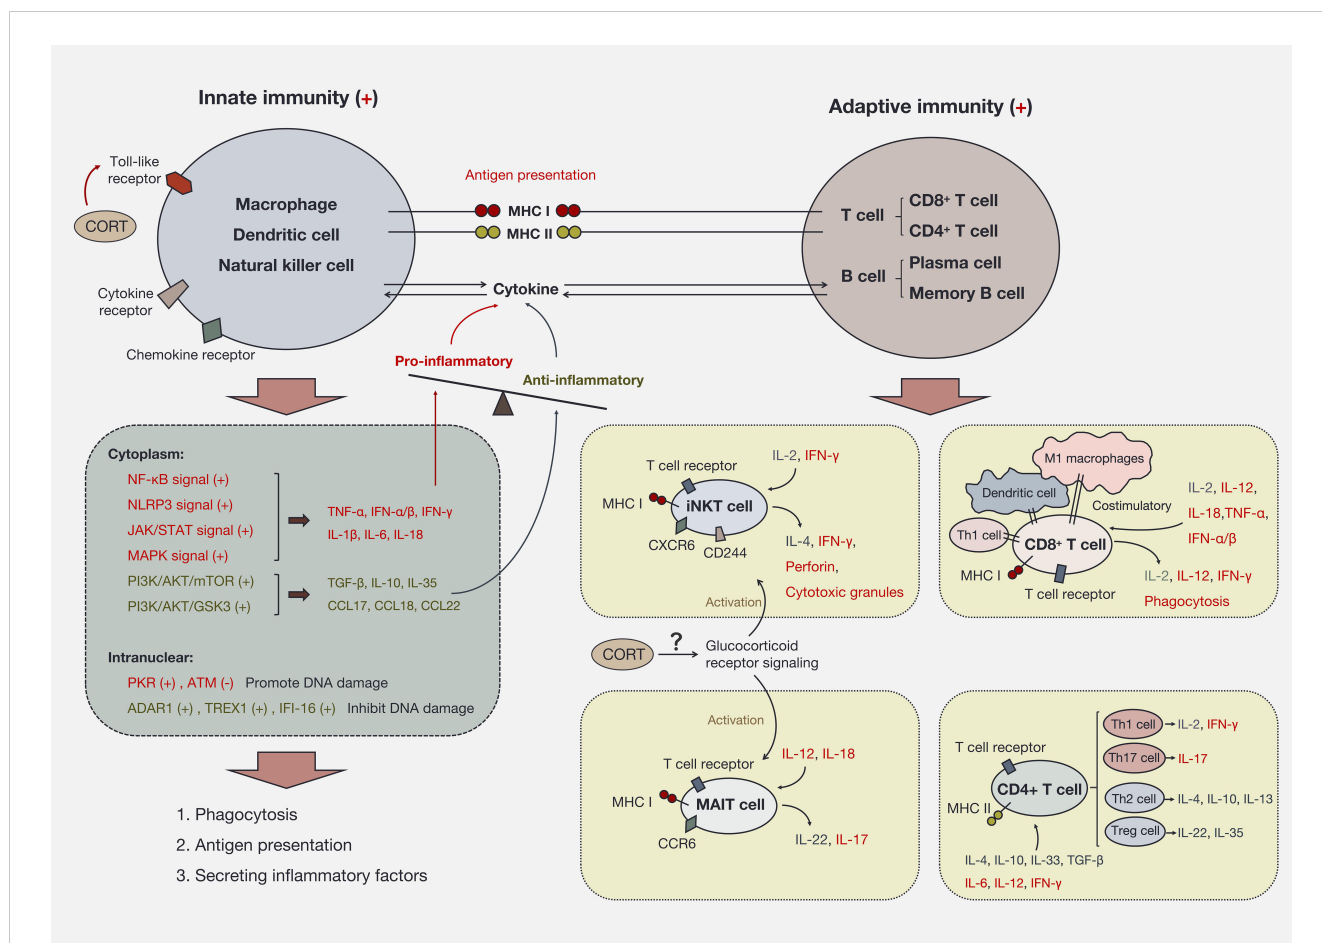 Innate immunity (+)
Adaptive immunity (+)
Toll-like
receptor
CORT
Cytokine
receptor
Chemokine receptor
Macrophage
Dendritic cell
Natural killer cell
Antigen presentation
MHC I
MHC II
Cytokine
T cell
CD8⁺ T cell
CD4⁺ T cell
B cell
Plasma cell
Memory B cell
Pro-inflammatory
Anti-inflammatory
Cytoplasm:
NF-κB signal (+)
NLRP3 signal (+)
JAK/STAT signal (+)
MAPK signal (+)
TNF-α, IFN-α/β, IFN-γ
IL-1β, IL-6, IL-18
PI3K/AKT/mTOR (+)
PI3K/AKT/GSK3 (+)
TGF-β, IL-10, IL-35
CCL17, CCL18, CCL22
Intranuclear:
PKR (+) , ATM (-) Promote DNA damage
ADAR1 (+) , TREX1 (+) , IFI-16 (+) Inhibit DNA damage
1. Phagocytosis
2. Antigen presentation
3. Secreting inflammatory factors
T cell receptor
IL-2, IFN-γ
MHC I
iNKT cell
CXCR6
CD244
IL-4, IFN-γ,
Perforin,
Cytotoxic granules
Activation
CORT
?
Glucocorticoid
receptor signaling
Activation
IL-12, IL-18
T cell receptor
MHC I
MAIT cell
CCR6
IL-22, IL-17
M1 macrophages
Dendritic cell
Costimulatory
IL-2, IL-12,
IL-18,TNF-α,
IFN-α/β
Th1 cell
CD8⁺ T cell
MHC I
T cell receptor
IL-2, IL-12, IFN-γ
Phagocytosis
T cell receptor
CD4+ T cell
MHC II
Th1 cell
IL-2, IFN-γ
Th17 cell
IL-17
Th2 cell
IL-4, IL-10, IL-13
Treg cell
IL-22, IL-35
IL-4, IL-10, IL-33, TGF-β
IL-6, IL-12, IFN-γ